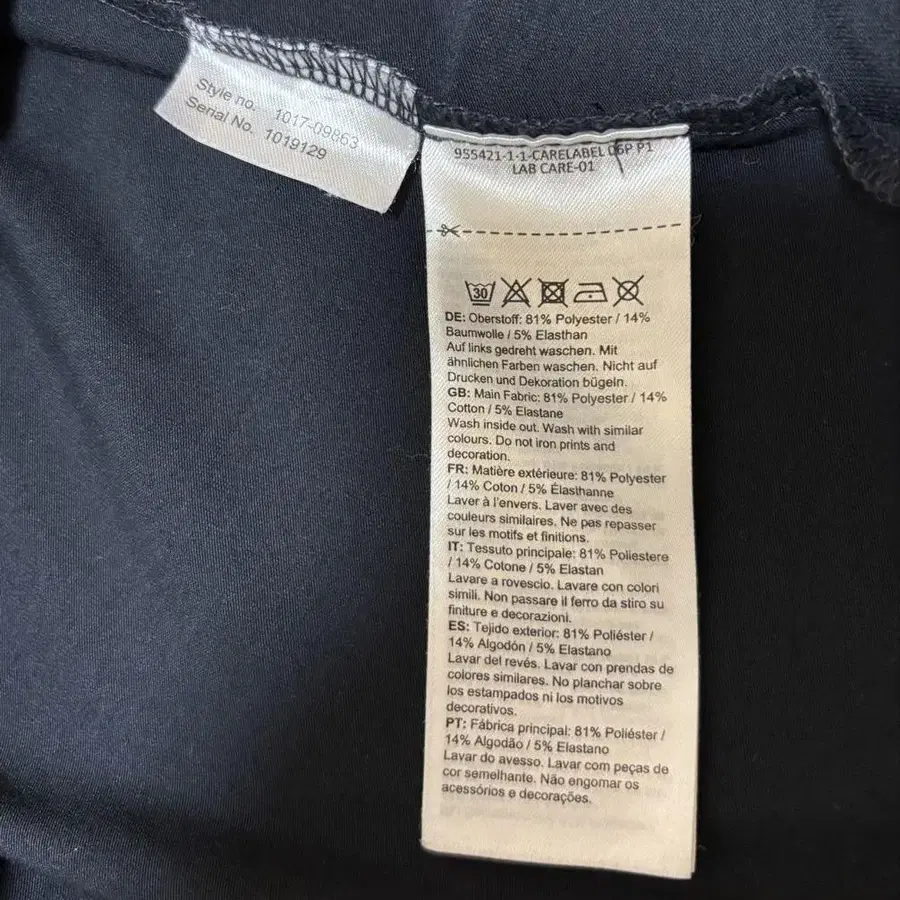 Style no. 1017-09863
Serial No. 1019129
955421-1-1-CARELABEL 06P P1
LAB CARE-01
30
DE: Oberstoff: 81% Polyester / 14%
Baumwolle / 5% Elasthan
Auf links gedreht waschen. Mit
ähnlichen Farben waschen. Nicht auf
Drucken und Dekoration bügeln.
GB: Main Fabric: 81% Polyester / 14%
Cotton / 5% Elastane
Wash inside out. Wash with similar
colours. Do not iron prints and
decoration.
FR: Matière extérieure: 81% Polyester
/ 14% Coton / 5% Élasthanne
Laver à l'envers. Laver avec des
couleurs similaires. Ne pas repasser
sur les motifs et finitions.
IT: Tessuto principale: 81% Poliestere
/ 14% Cotone / 5% Elastan
Lavare a rovescio. Lavare con colori
simili. Non passare il ferro da stiro su
finiture e decorazioni.
ES: Tejido exterior: 81% Poliéster /
14% Algodón / 5% Elastano
Lavar del revés. Lavar con prendas de
colores similares. No planchar sobre
los estampados ni los motivos
decorativos.
PT: Fábrica principal: 81% Poliéster /
14% Algodão / 5% Elastano
Lavar do avesso. Lavar com peças de
cor semelhante. Não engomar os
acessórios e decorações.